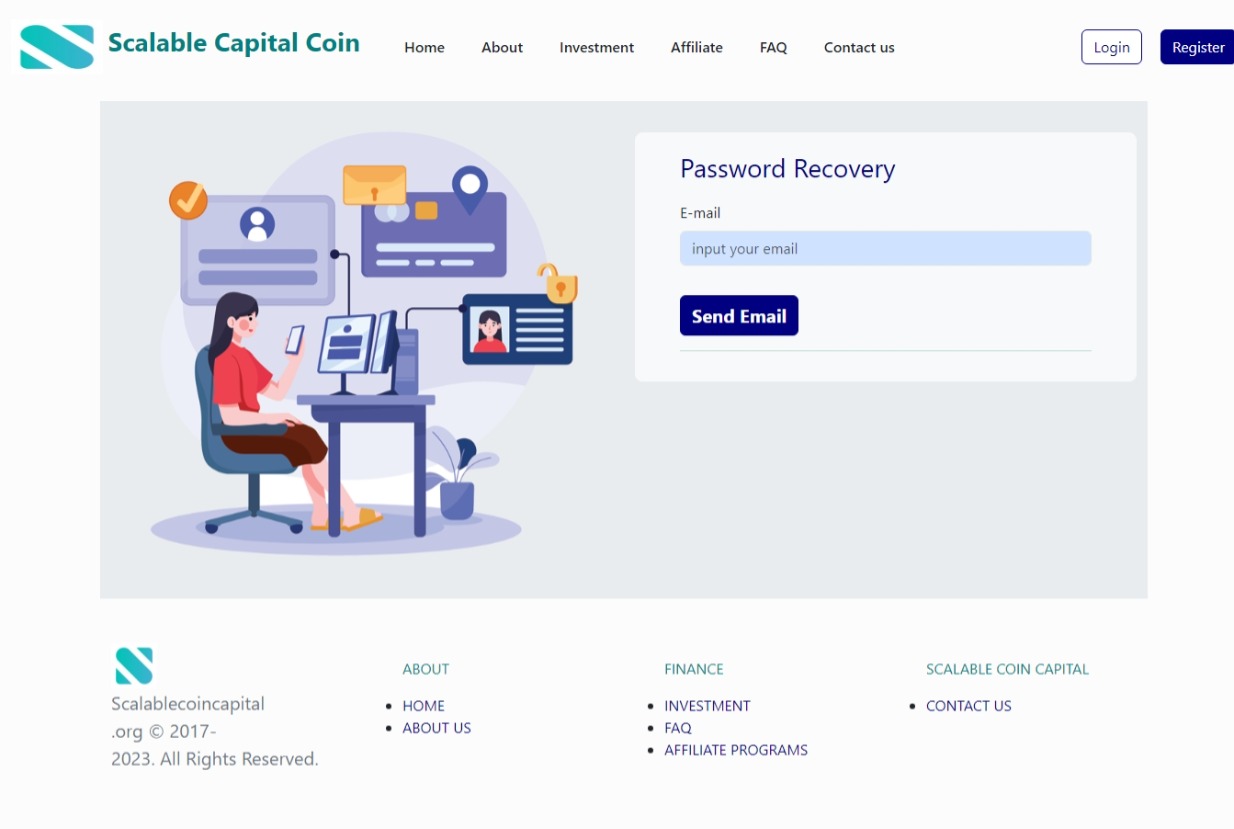 Scalable Capital Coin
Home
About
Investment
Affiliate
FAQ
Contact us
Login
Register
Password Recovery
E-mail
input your email
Send Email
Scalablecoincapital
.org © 2017-
2023. All Rights Reserved.
ABOUT
HOME
ABOUT US
FINANCE
INVESTMENT
FAQ
AFFILIATE PROGRAMS
SCALABLE COIN CAPITAL
CONTACT US